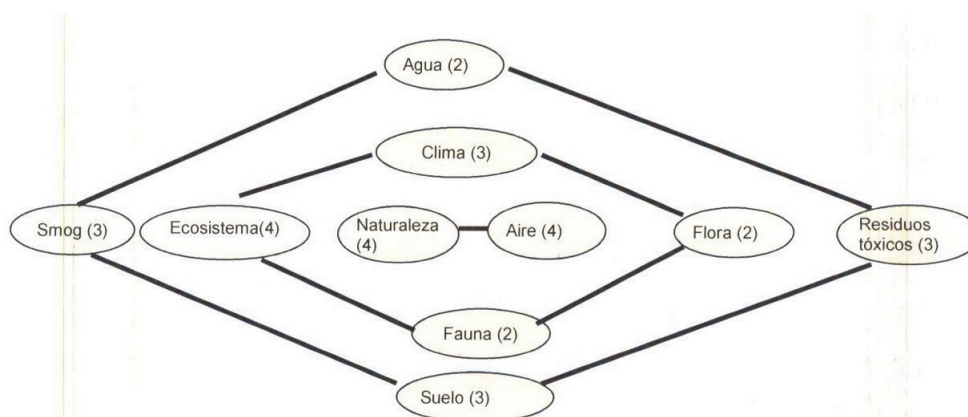 Agua (2)
Clima (3)
Smog (3)
Ecosistema(4)
Naturaleza
(4)
Aire (4)
Flora (2)
Residuos
tóxicos (3)
Fauna (2)
Suelo (3)